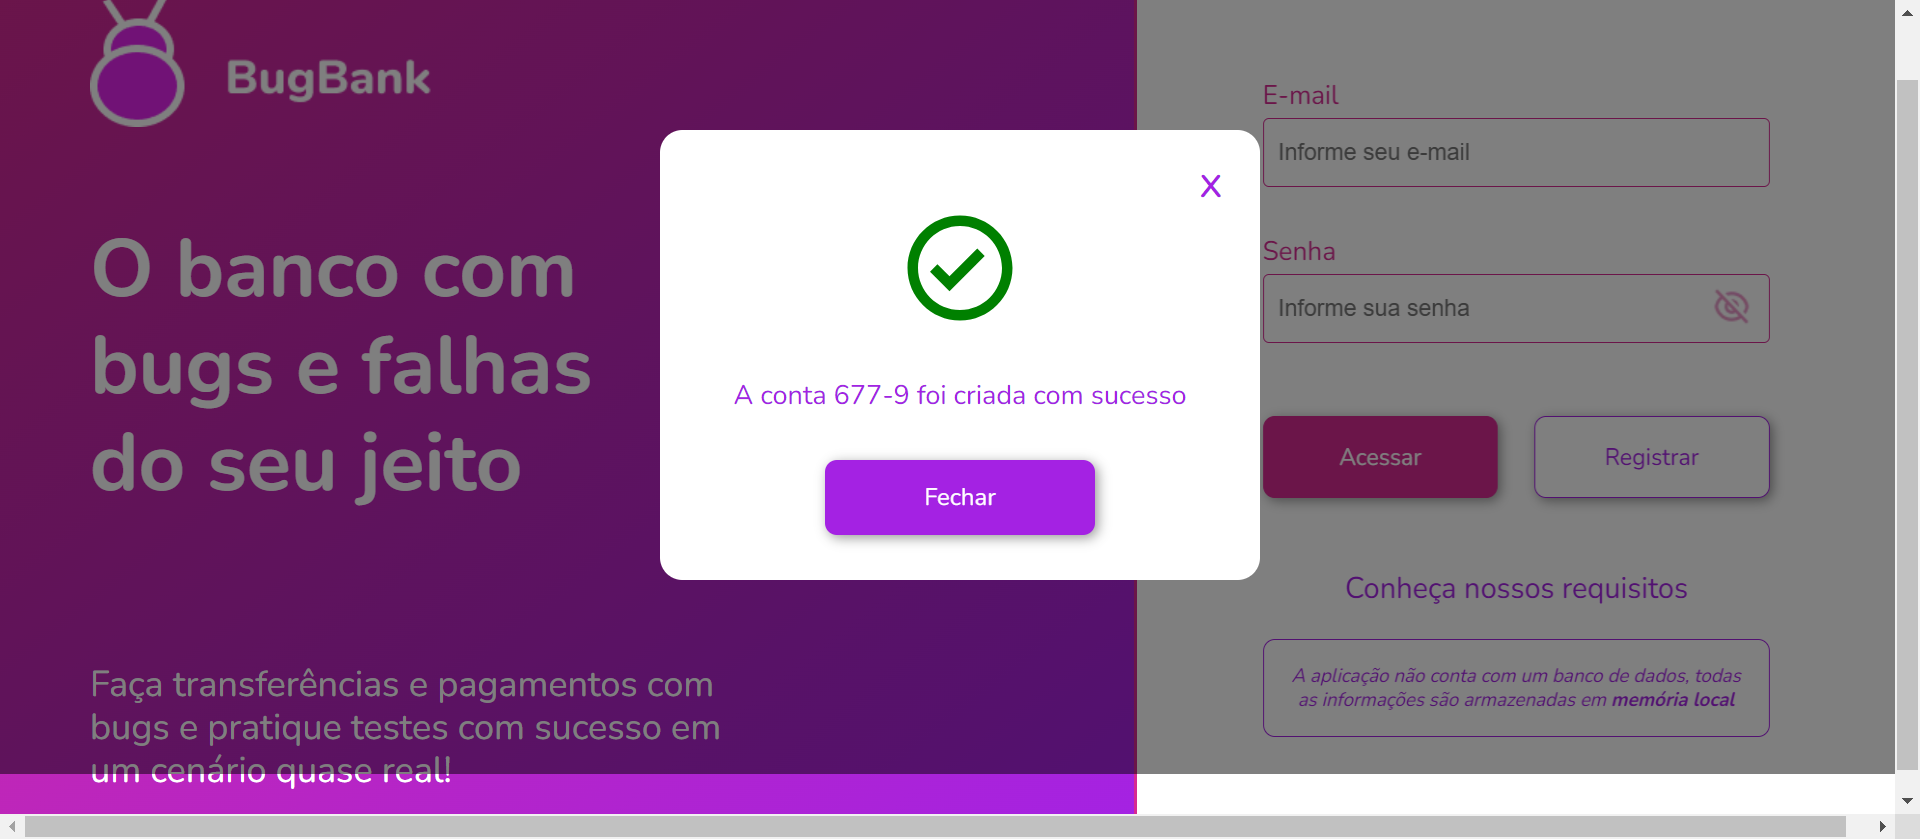 BugBank
O banco com
bugs e falhas
do seu jeito
Faça transferências e pagamentos com
bugs e pratique testes com sucesso em
um cenário quase real!
X
A conta 677-9 foi criada com sucesso
Fechar
E-mail
Informe seu e-mail
Senha
Informe sua senha
Acessar
Registrar
Conheça nossos requisitos
A aplicação não conta com um banco de dados, todas
as informações são armazenadas em memória local